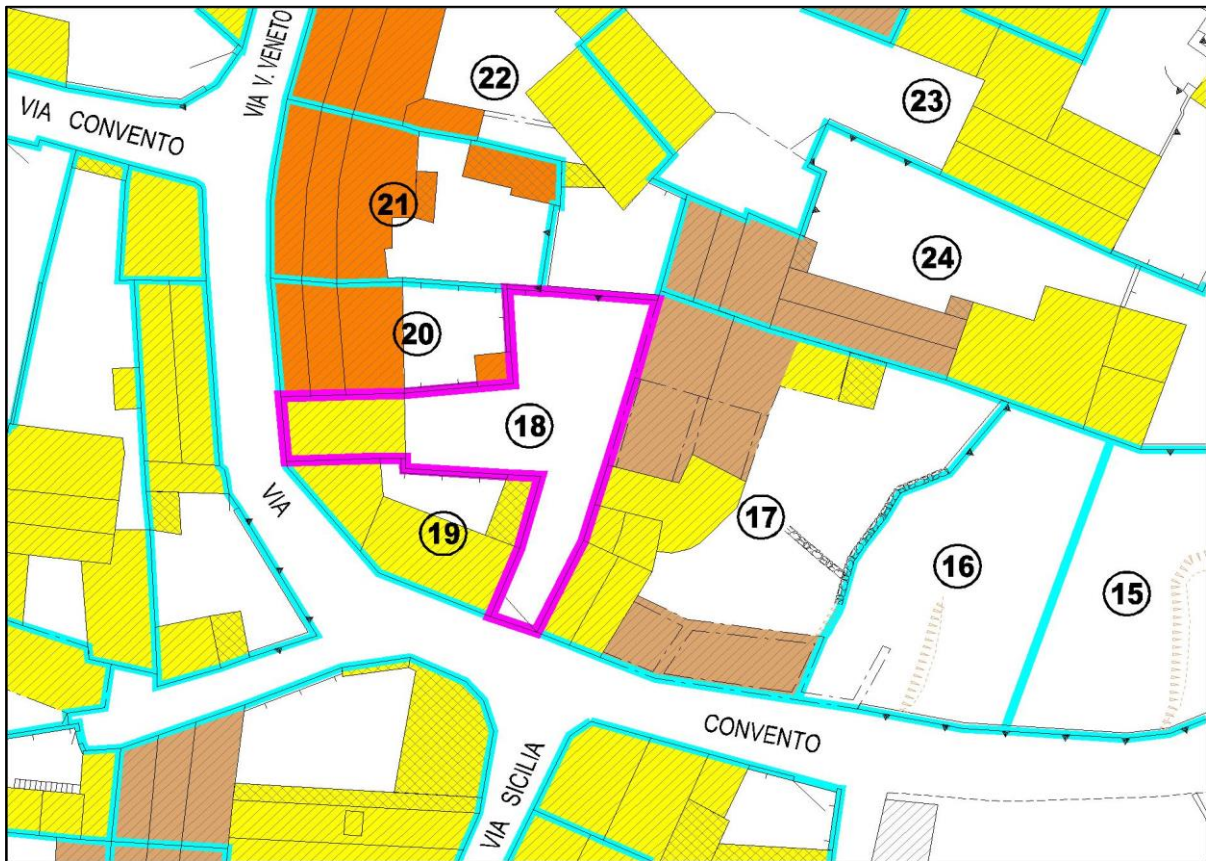 VIA V. VENETO
22
23
VIA CONVENTO
21
24
20
18
VIA
19
17
16
15
CONVENTO
VIA SICILIA